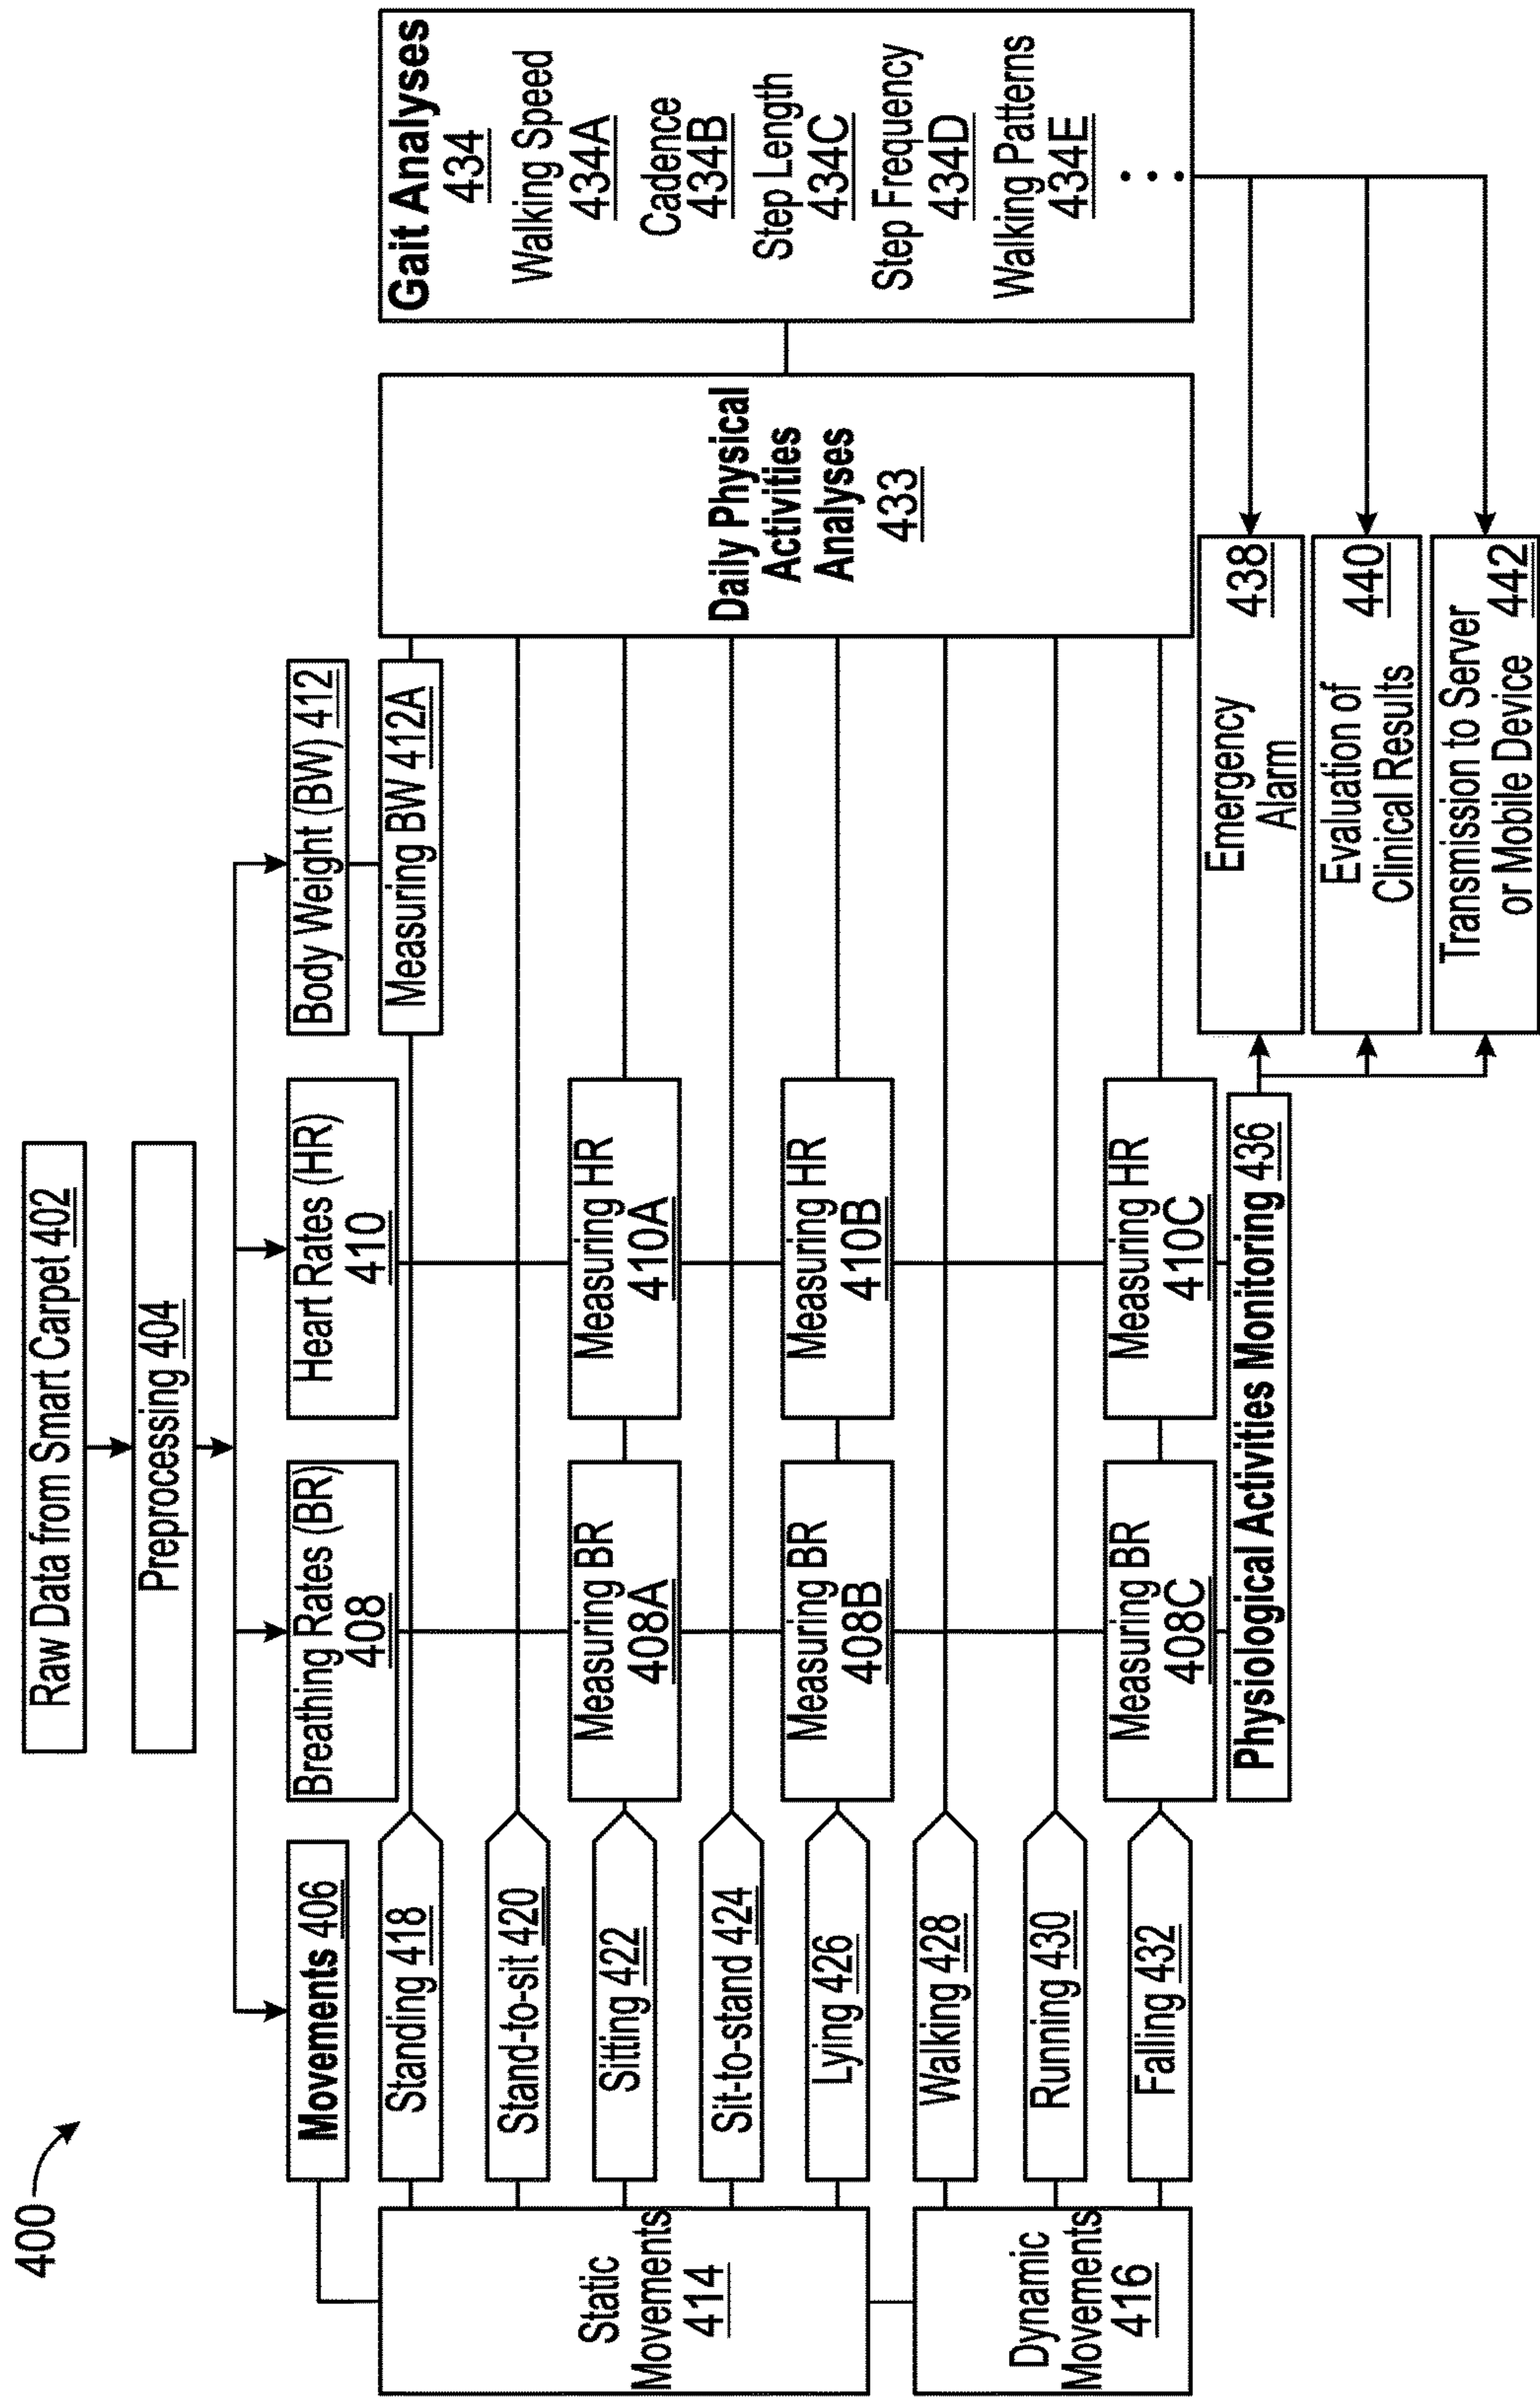 400
Raw Data from Smart Carpet 402
Preprocessing 404
Movements 406
Breathing Rates (BR)
408
Heart Rates (HR)
410
Body Weight (BW) 412
Static
Movements
414
Dynamic
Movements
416
Standing 418
Measuring BW 412A
Stand-to-sit 420
Sitting 422
Measuring BR
408A
Measuring HR
410A
Sit-to-stand 424
Lying 426
Measuring BR
408B
Measuring HR
410B
Walking 428
Running 430
Falling 432
Measuring BR
408C
Measuring HR
410C
Daily Physical
Activities
Analyses
433
Gait Analyses
434
Walking Speed
434A
Cadence
434B
Step Length
434C
Step Frequency
434D
Walking Patterns
434E
Physiological Activities Monitoring 436
Emergency 438
Alarm
Evaluation of 440
Clinical Results
Transmission to Server
or Mobile Device 442